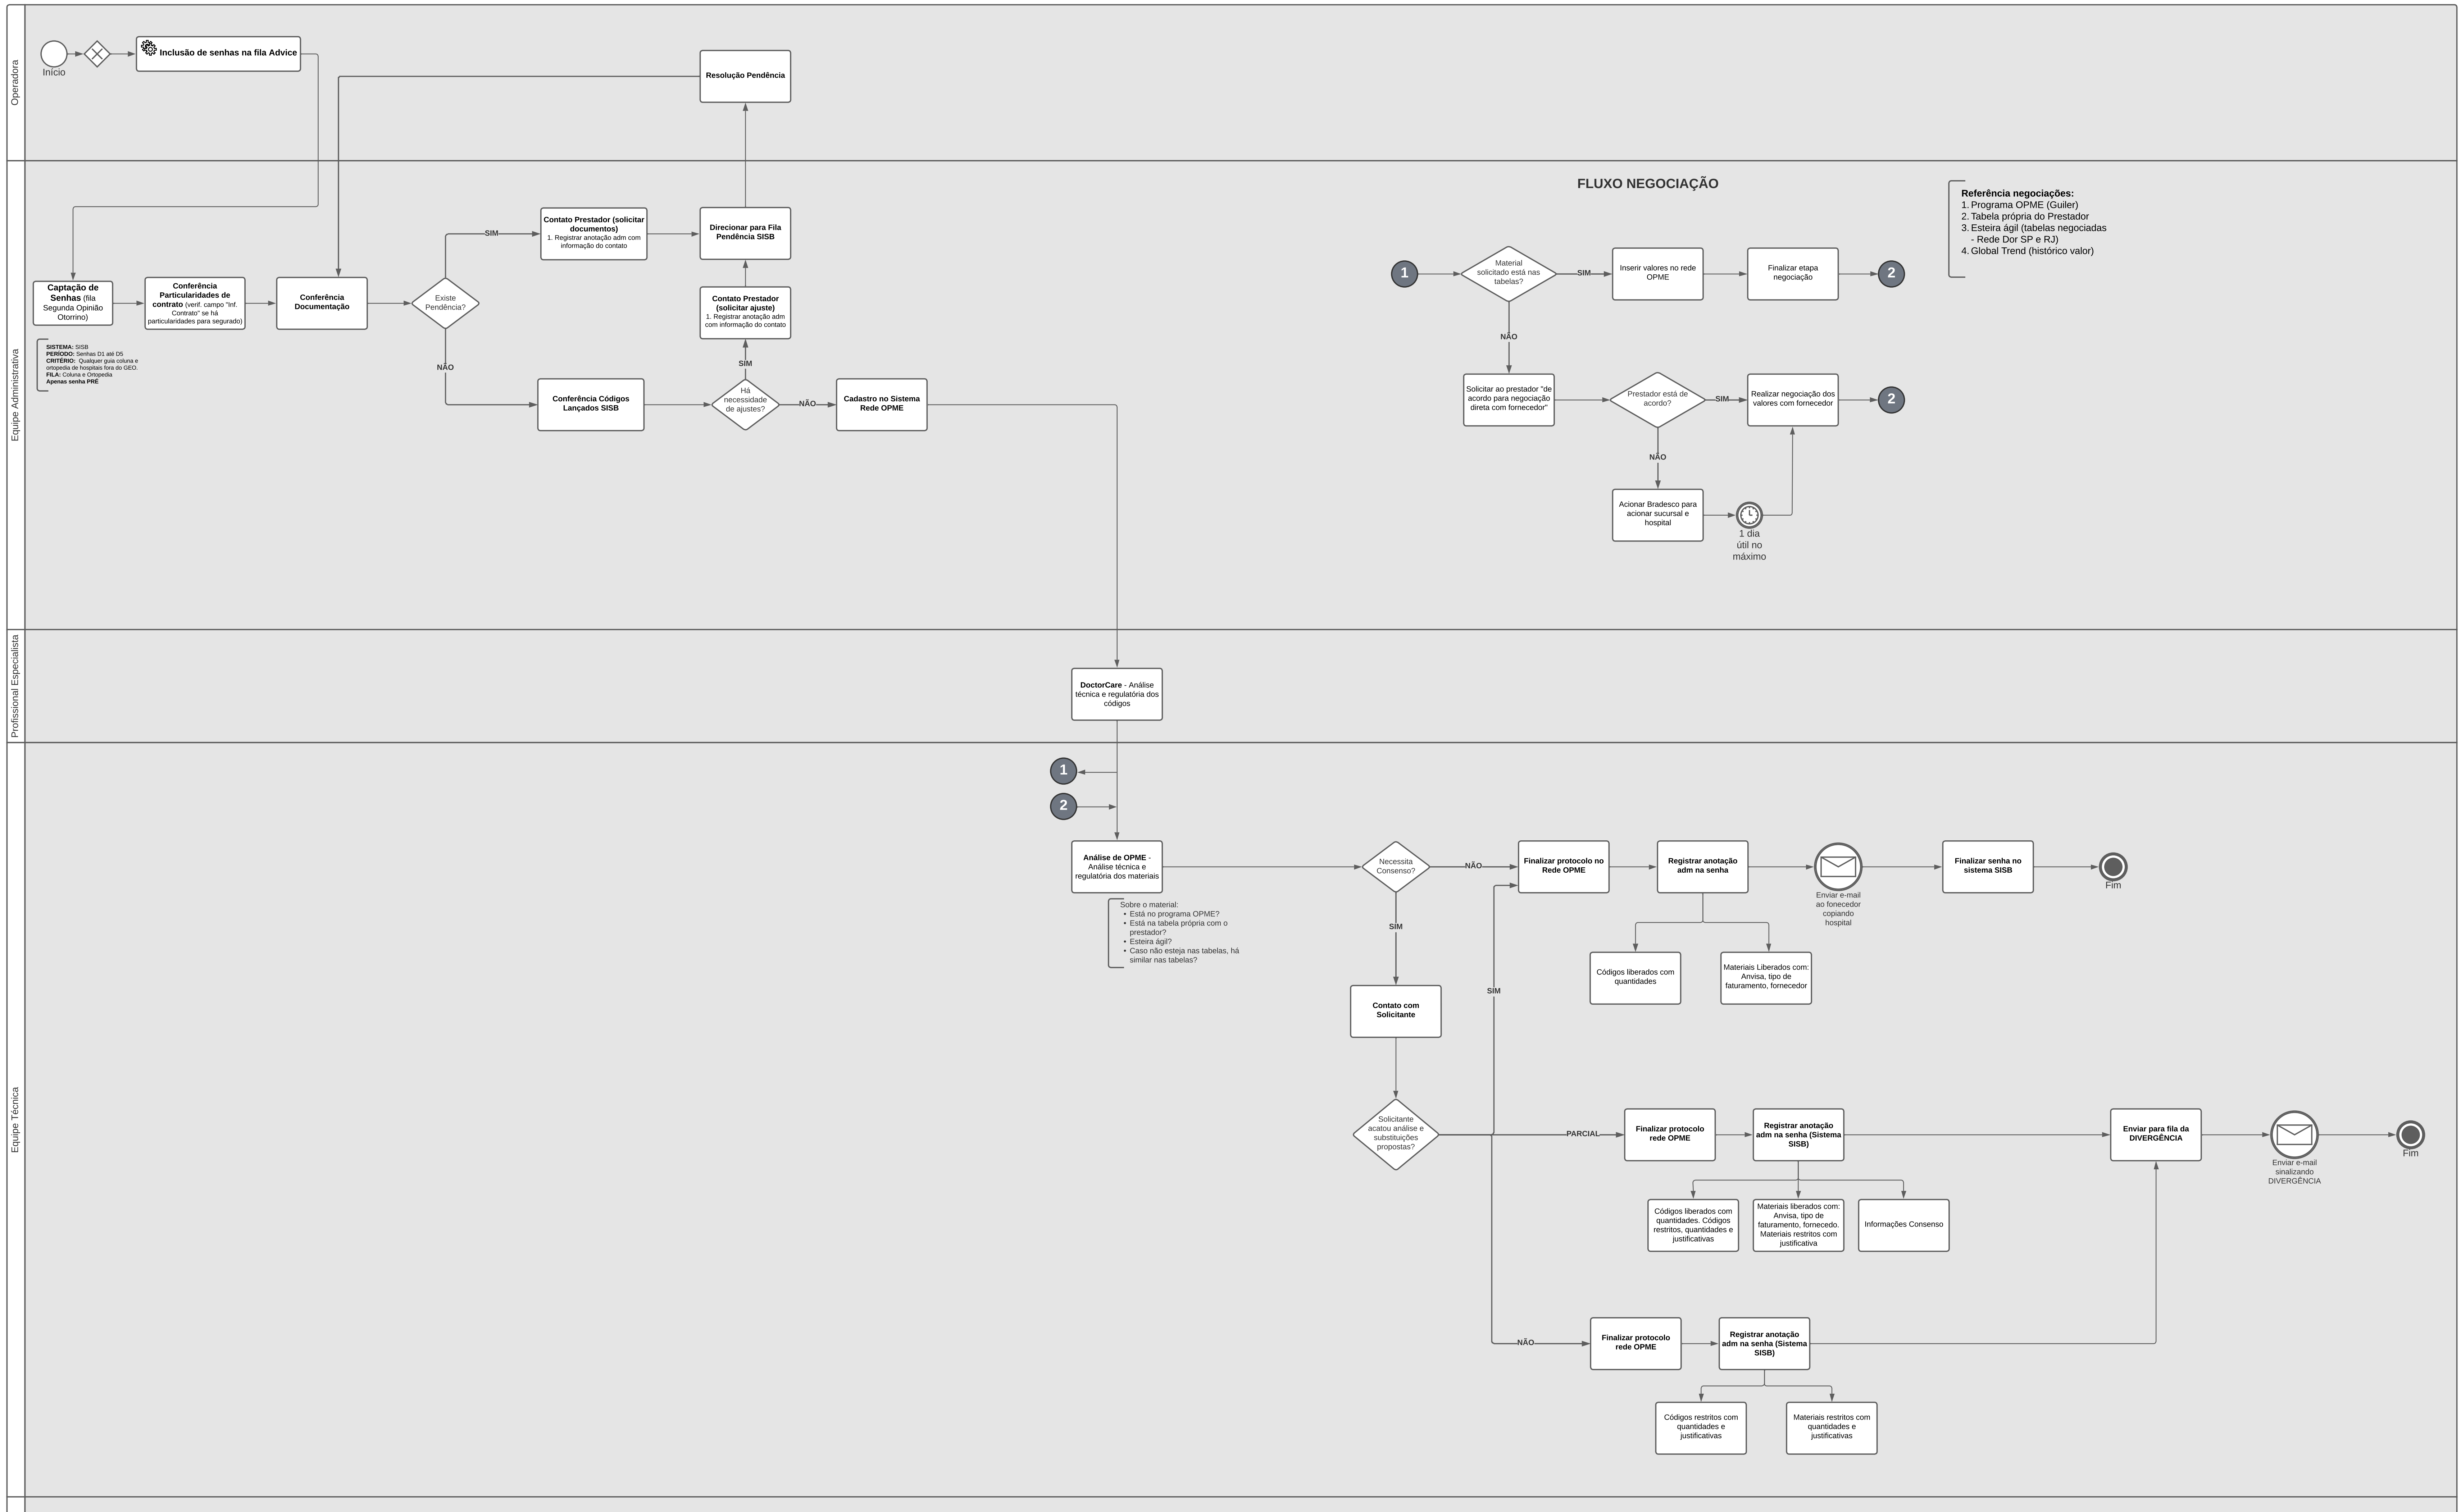 Operadora
Início
Inclusão de senhas na fila Advice
Resolução Pendência
Equipe Administrativa
Captação de
Senhas (fila
Segunda Opinião
Otorrino)
SISTEMA: SISB
PERÍODO: Senhas D1 até D5
CRITÉRIO: Qualquer guia coluna e
ortopedia de hospitais fora do GEO.
FILA: Coluna e Ortopedia
Apenas senha PRÉ
Conferência
Particularidades de
contrato (verif. campo "Inf.
Contrato" se há
particularidades para segurado)
Conferência
Documentação
Existe
Pendência?
SIM
Contato Prestador (solicitar
documentos)
1. Registrar anotação adm com
informação do contato
Direcionar para Fila
Pendência SISB
Contato Prestador
(solicitar ajuste)
1. Registrar anotação adm
com informação do contato
SIM
NÃO
Conferência Códigos
Lançados SISB
Há
necessidade
de ajustes?
NÃO
Cadastro no Sistema
Rede OPME
FLUXO NEGOCIAÇÃO
1
Material
solicitado está nas
tabelas?
SIM
Inserir valores no rede
OPME
Finalizar etapa
negociação
2
Referência negociações:
1. Programa OPME (Guiler)
2. Tabela própria do Prestador
3. Esteira ágil (tabelas negociadas
- Rede Dor SP e RJ)
4. Global Trend (histórico valor)
NÃO
Solicitar ao prestador "de
acordo para negociação
direta com fornecedor"
Prestador está de
acordo?
SIM
Realizar negociação dos
valores com fornecedor
2
NÃO
Acionar Bradesco para
acionar sucursal e
hospital
1 dia
útil no
máximo
Profissional Especialista
DoctorCare - Análise
técnica e regulatória dos
códigos
Equipe Técnica
1
2
Análise de OPME -
Análise técnica e
regulatória dos materiais
Sobre o material:
• Está no programa OPME?
• Está na tabela própria com o
prestador?
• Esteira ágil?
• Caso não esteja nas tabelas, há
similar nas tabelas?
Necessita
Consenso?
NÃO
Finalizar protocolo no
Rede OPME
Registrar anotação
adm na senha
Enviar e-mail
ao fonecedor
copiando
hospital
Finalizar senha no
sistema SISB
Fim
Códigos liberados com
quantidades
Materiais Liberados com:
Anvisa, tipo de
faturamento, fornecedor
SIM
Contato com
Solicitante
SIM
Solicitante
acatou análise e
substituições
propostas?
PARCIAL
Finalizar protocolo
rede OPME
Registrar anotação
adm na senha (Sistema
SISB)
Enviar para fila da
DIVERGÊNCIA
Enviar e-mail
sinalizando
DIVERGÊNCIA
Fim
Códigos liberados com
quantidades. Códigos
restritos, quantidades e
justificativas
Materiais liberados com:
Anvisa, tipo de
faturamento, fornecedo.
Materiais restritos com
justificativa
Informações Consenso
NÃO
Finalizar protocolo
rede OPME
Registrar anotação
adm na senha (Sistema
SISB)
Códigos restritos com
quantidades e
justificativas
Materiais restritos com
quantidades e
justificativas